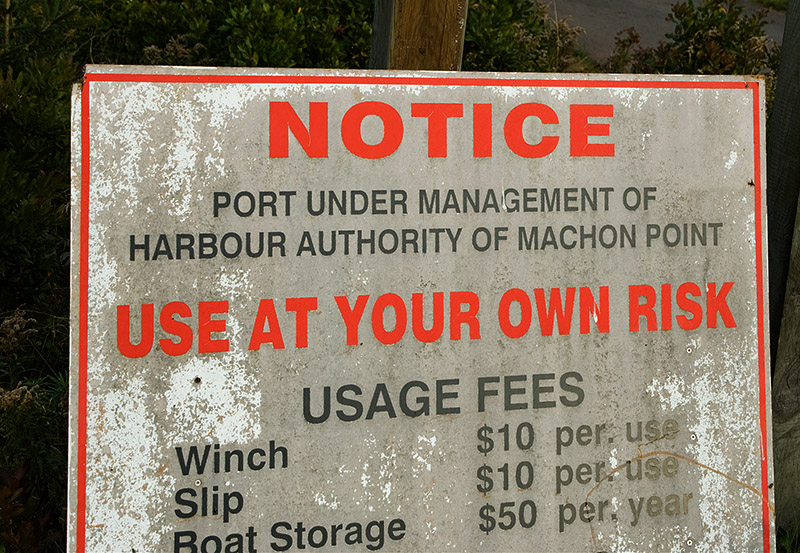 NOTICE
PORT UNDER MANAGEMENT OF
HARBOUR AUTHORITY OF MACHON POINT
USE AT YOUR OWN RISK
USAGE FEES
Winch $10 per. use
Slip $10 per. use
Boat Storage $50 per. year